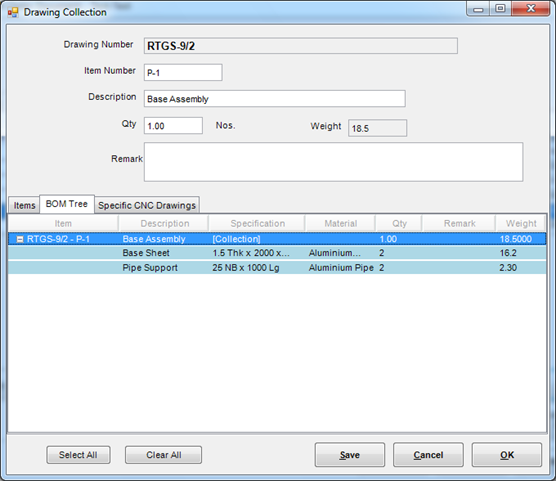 Drawing Collection
Drawing Number RTGS-9/2
Item Number P-1
Description Base Assembly
Qty 1.00 Nos. Weight 18.5
Remark
Items BOM Tree Specific CNC Drawings
Item Description Specification Material Qty Remark Weight
RTGS-9/2 - P-1 Base Assembly [Collection] 1.00 18.5000
Base Sheet 1.5 Thk x 2000 x... Aluminium... 2 16.2
Pipe Support 25 NB x 1000 Lg Aluminium Pipe 2 2.30
Select All Clear All Save Cancel OK